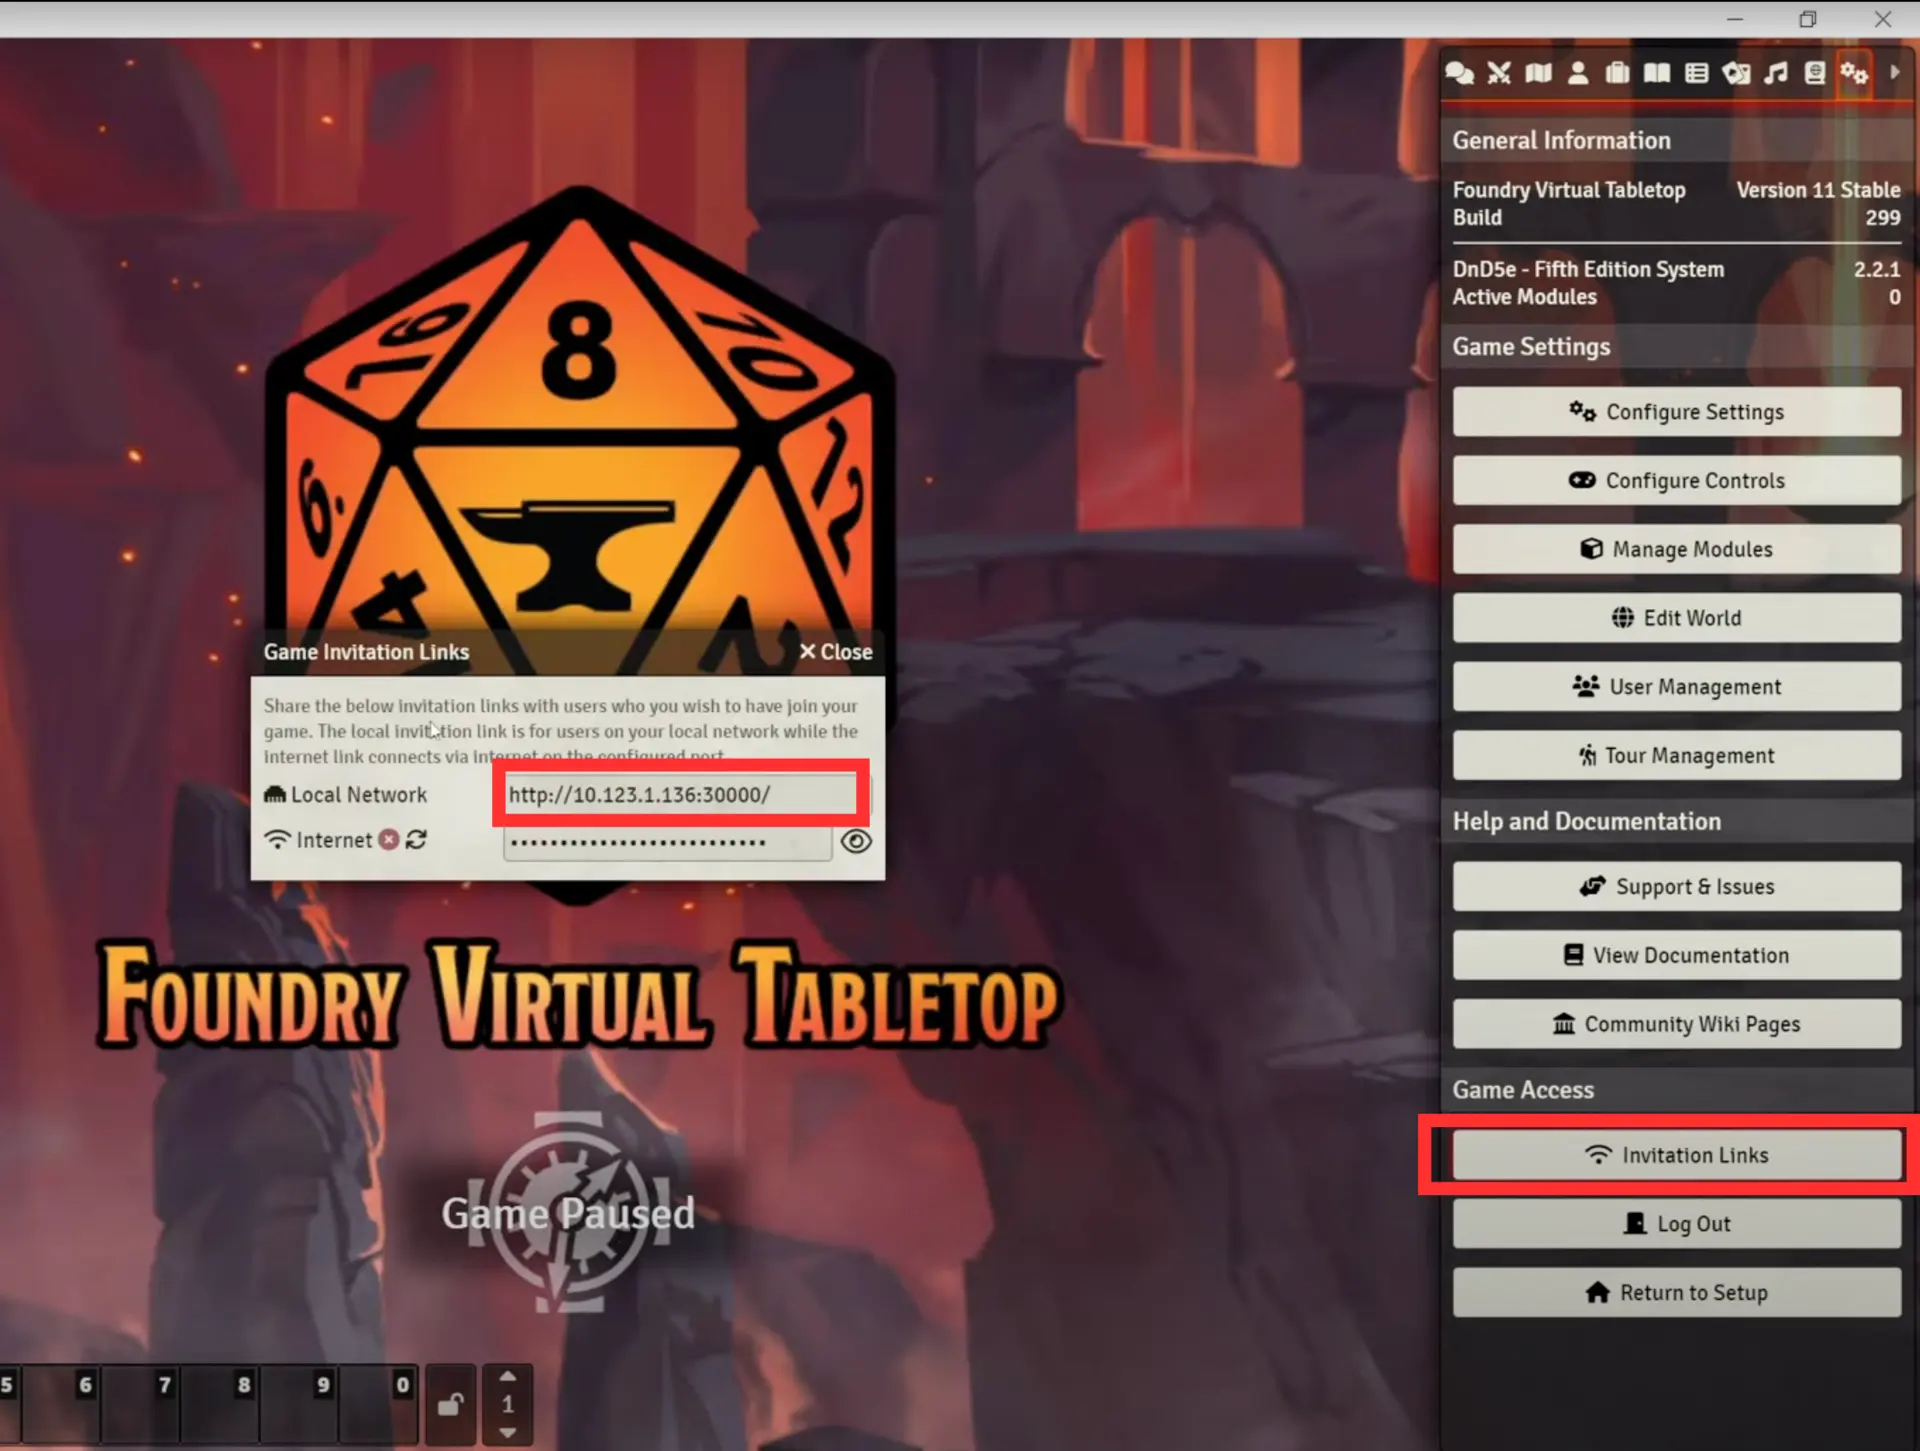 General Information
Foundry Virtual Tabletop Version 11 Stable
Build 299
DnD5e - Fifth Edition System 2.2.1
Active Modules 0
Game Settings
Configure Settings
Configure Controls
Manage Modules
Edit World
User Management
Tour Management
Help and Documentation
Support & Issues
View Documentation
Community Wiki Pages
Game Access
Invitation Links
Log Out
Return to Setup
16
8
10
6.
12
4
2
Game Invitation Links
Close
Share the below invitation links with users who you wish to have join your
game. The local invitation link is for users on your local network while the
internet link connects via internet on the configured port.
Local Network http://10.123.1.136:30000/
Internet ••••••••••••••••••••••••••
FOUNDRY VIRTUAL TABLETOP
Game Paused
5 6 7 8 9 0 1